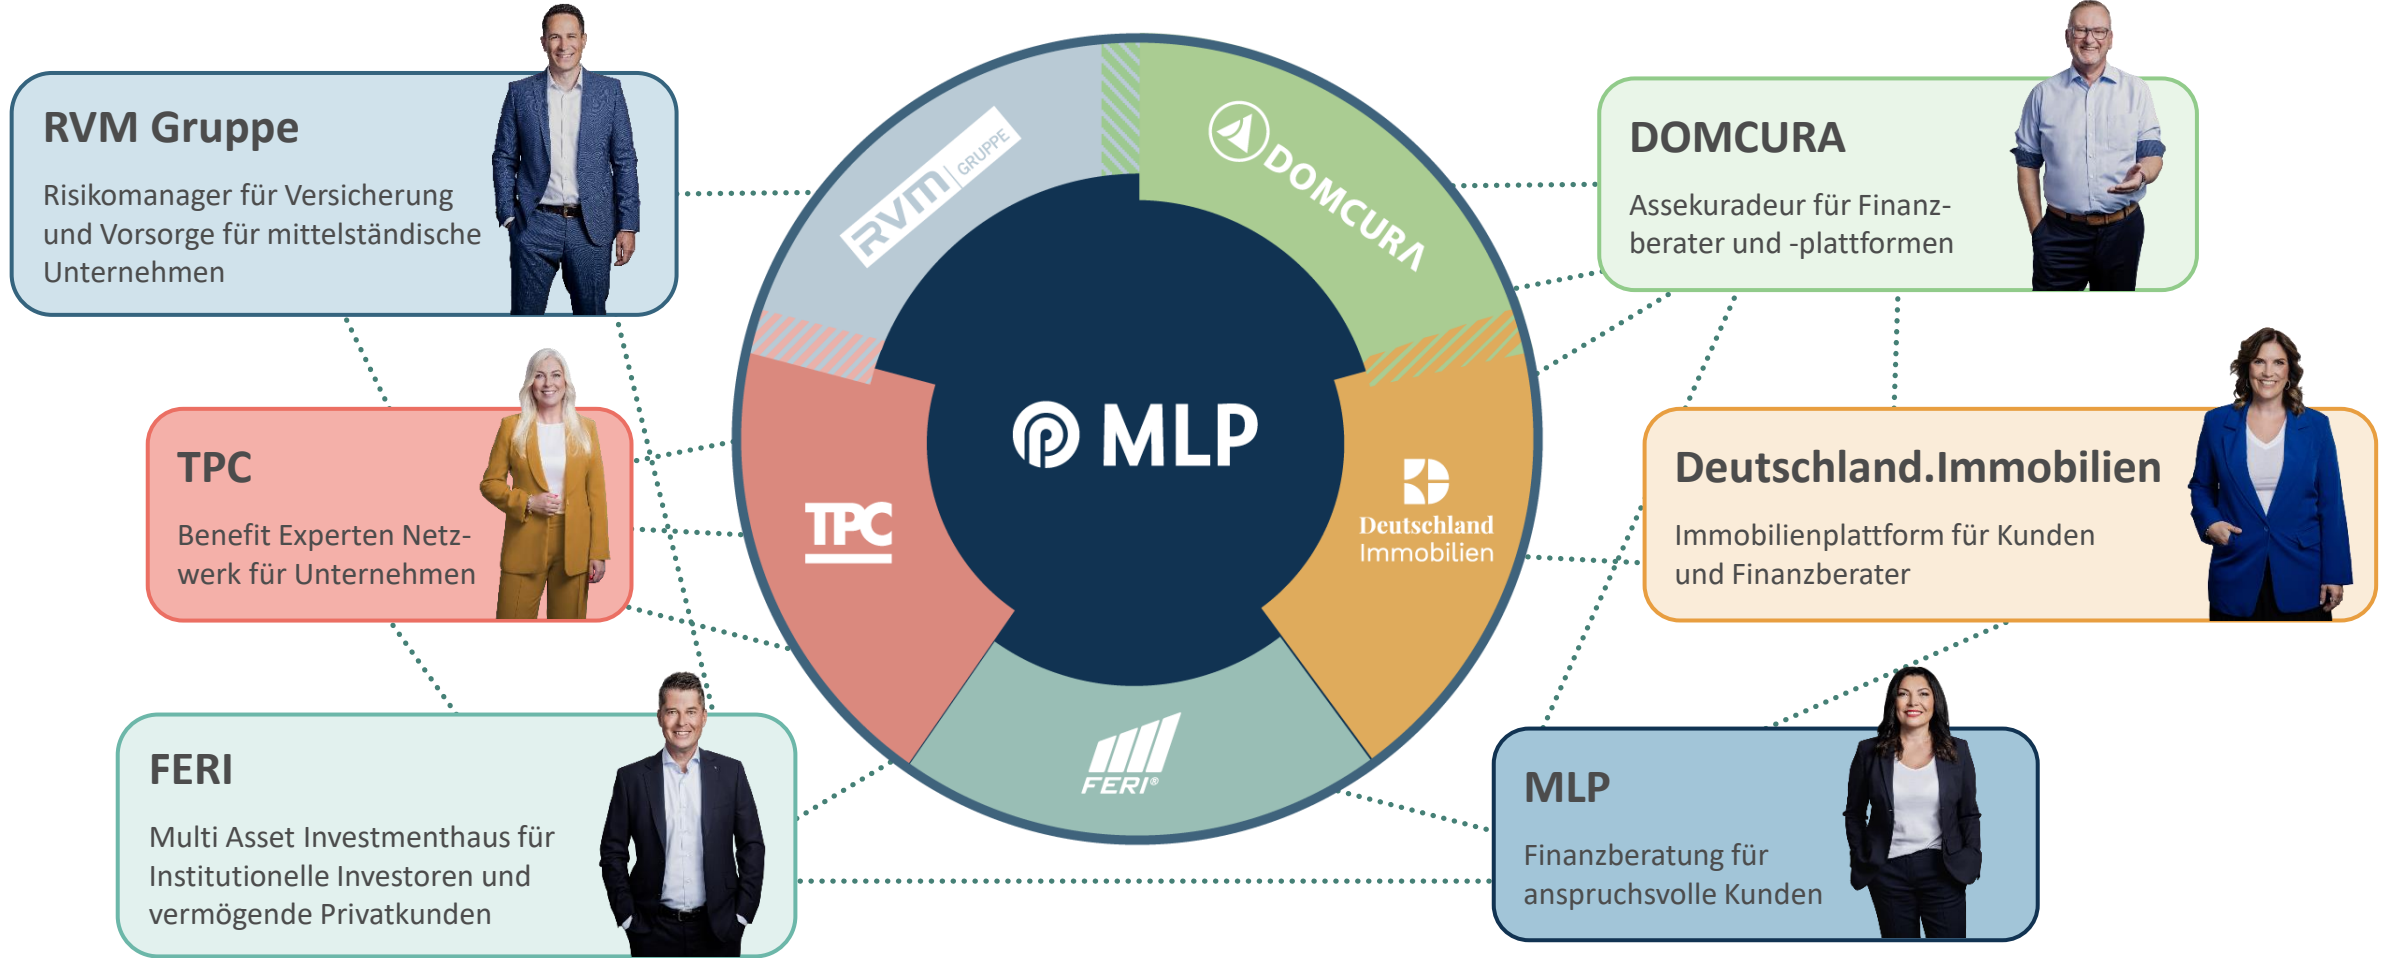 RVM Gruppe
Risikomanager für Versicherung
und Vorsorge für mittelständische
Unternehmen
TPC
Benefit Experten Netz-
werk für Unternehmen
FERI
Multi Asset Investmenthaus für
Institutionelle Investoren und
vermögende Privatkunden
RVM GRUPPE
DOMCURA
MLP
TPC
Deutschland
Immobilien
FERI®
DOMCURA
Assekuradeur für Finanz-
berater und -plattformen
Deutschland.Immobilien
Immobilienplattform für Kunden
und Finanzberater
MLP
Finanzberatung für
anspruchsvolle Kunden